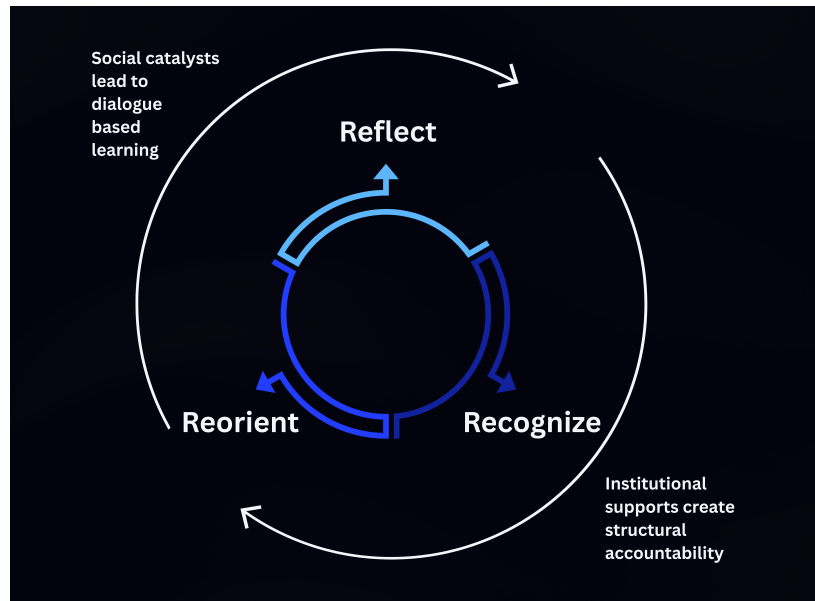 Social catalysts
lead to
dialogue
based
learning
Reflect
Reorient
Recognize
Institutional
supports create
structural
accountability